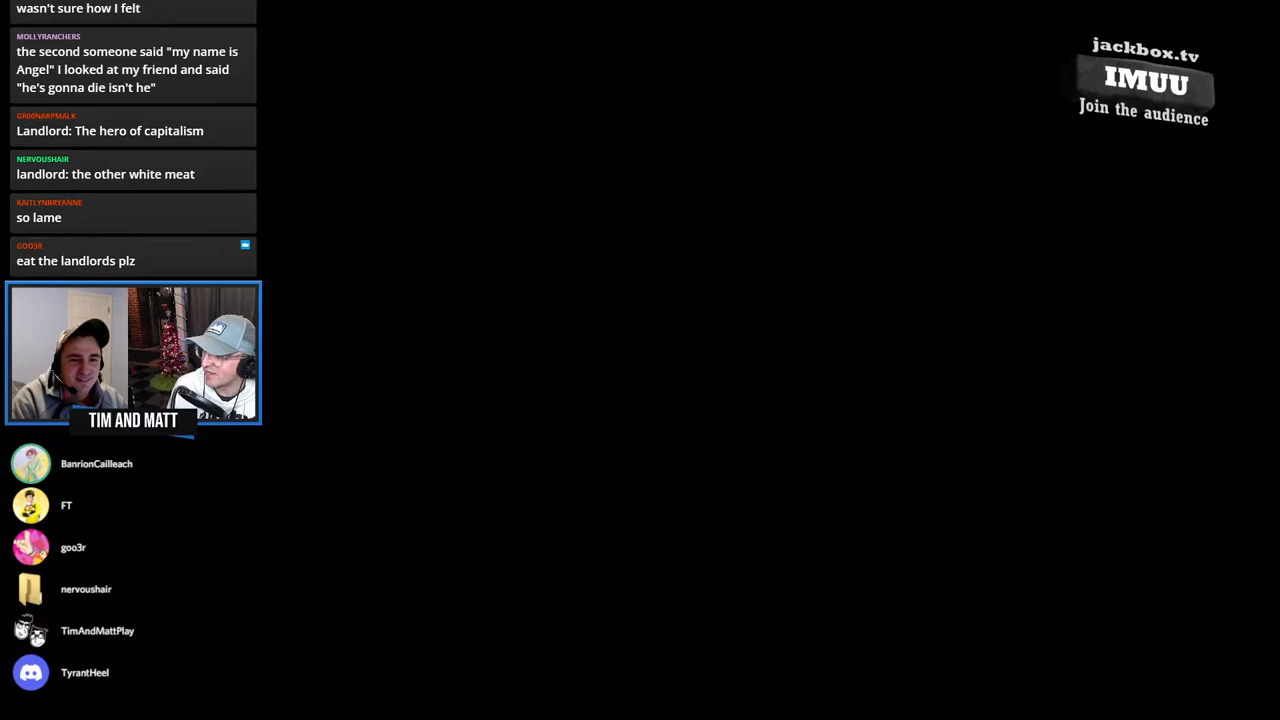 wasn't sure how I felt
MOLLYRANCHERS
the second someone said "my name is
Angel" I looked at my friend and said
"he's gonna die isn't he"
GR00NARPMALK
Landlord: The hero of capitalism
NERVOUSHAIR
landlord: the other white meat
KAITLYNBRYANNE
so lame
GOO3R
eat the landlords plz
TIM AND MATT
BanrionCailleach
FT
goo3r
nervoushair
TimAndMattPlay
TyrantHeel
jackbox.tv
IMUU
Join the audience